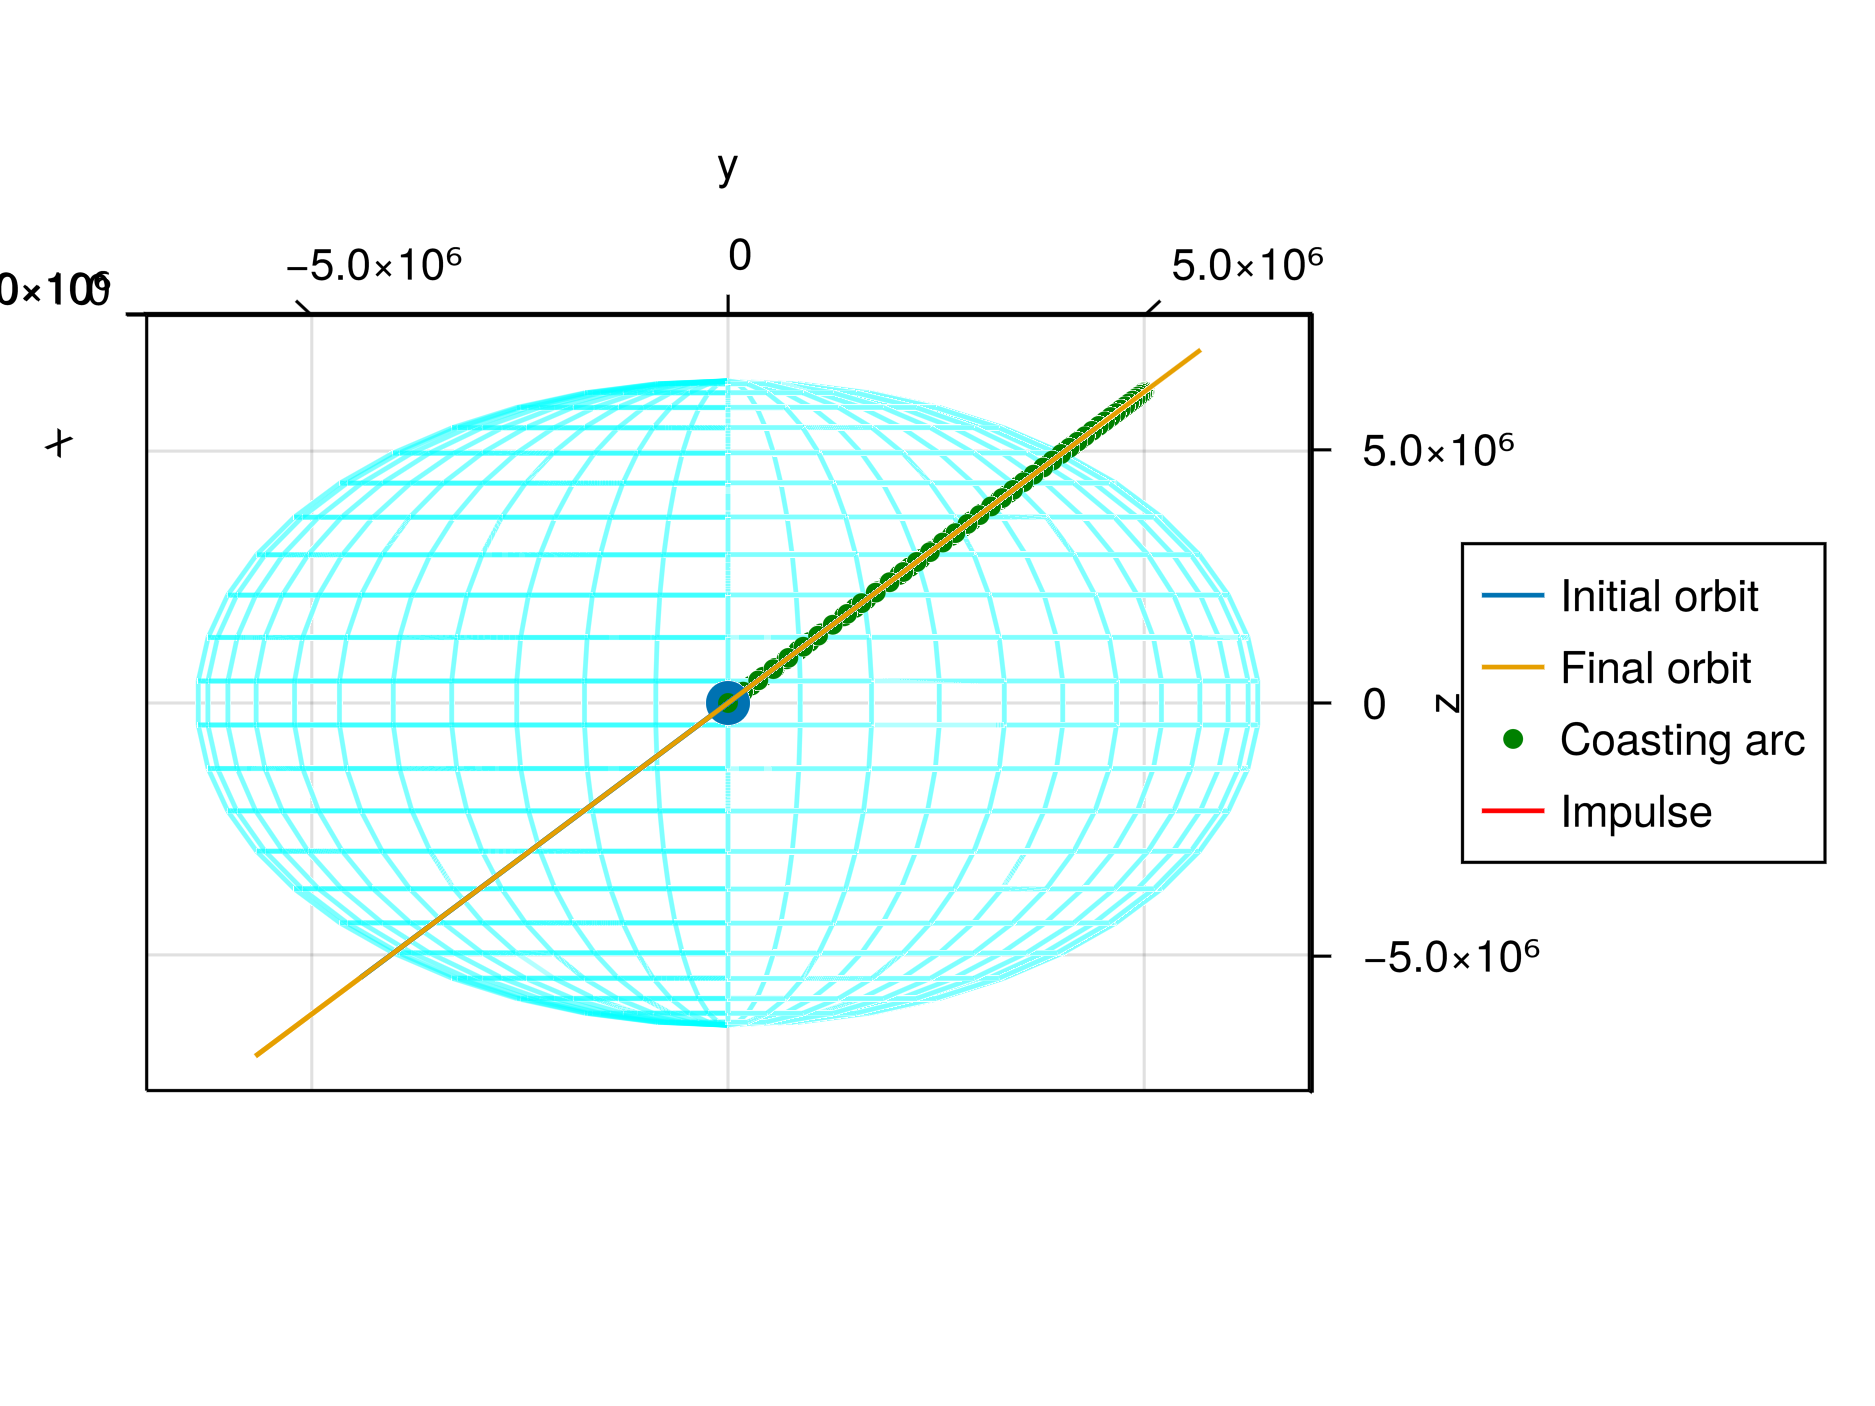 y
−5.0×10⁶
0
5.0×10⁶
x
5.0×10⁶
0
z
−5.0×10⁶
Initial orbit
Final orbit
Coasting arc
Impulse